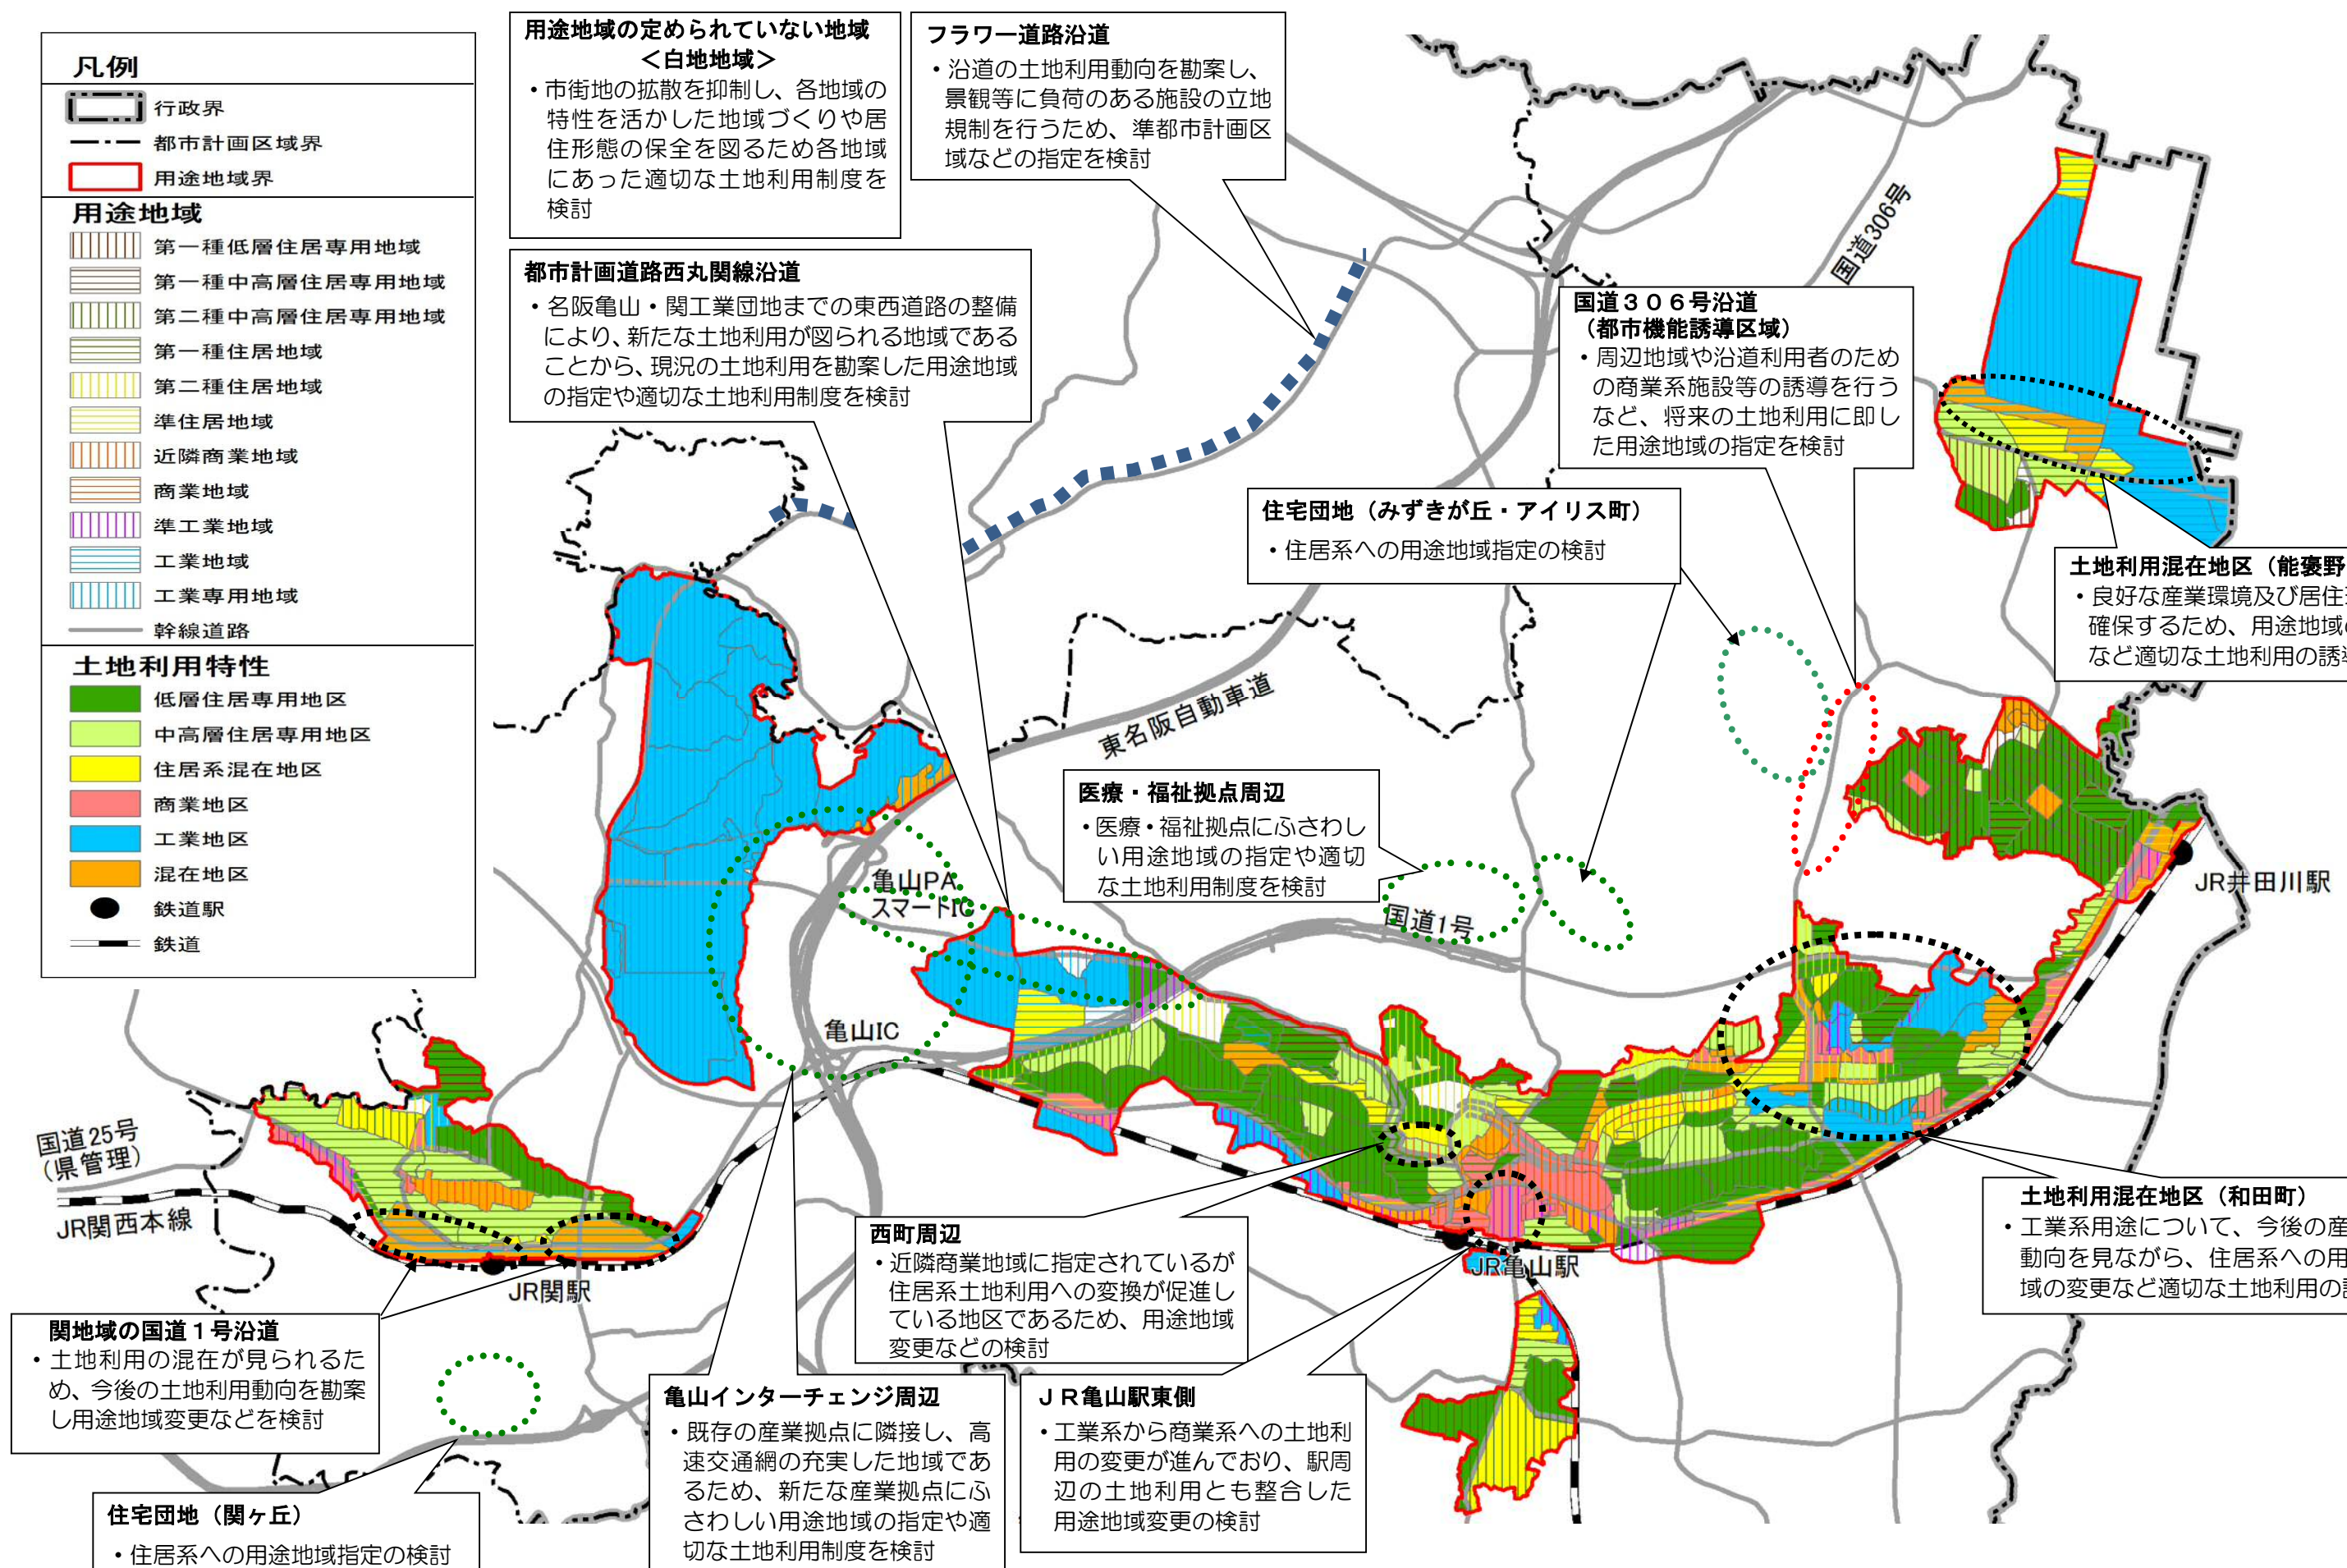 凡例
行政界
都市計画区域界
用途地域界
用途地域
第一種低層住居専用地域
第一種中高層住居専用地域
第二種中高層住居専用地域
第一種住居地域
第二種住居地域
準住居地域
近隣商業地域
商業地域
準工業地域
工業地域
工業専用地域
幹線道路
土地利用特性
低層住居専用地区
中高層住居専用地区
住居系混在地区
商業地区
工業地区
混在地区
鉄道駅
鉄道
用途地域の定められていない地域
＜白地地域＞
・市街地の拡散を抑制し、各地域の
特性を活かした地域づくりや居
住形態の保全を図るため各地域
にあった適切な土地利用制度を
検討
フラワー道路沿道
・沿道の土地利用動向を勘案し、
景観等に負荷のある施設の立地
規制を行うため、準都市計画区
域などの指定を検討
都市計画道路西丸関線沿道
・名阪亀山・関工業団地までの東西道路の整備
により、新たな土地利用が図られる地域である
ことから、現況の土地利用を勘案した用途地域
の指定や適切な土地利用制度を検討
国道306号
国道３０６号沿道
（都市機能誘導区域）
・周辺地域や沿道利用者のため
の商業系施設等の誘導を行う
など、将来の土地利用に即し
た用途地域の指定を検討
住宅団地（みずきが丘・アイリス町）
・住居系への用途地域指定の検討
土地利用混在地区（能褒野
・良好な産業環境及び居住
確保するため、用途地域
など適切な土地利用の誘
東名阪自動車道
医療・福祉拠点周辺
・医療・福祉拠点にふさわし
い用途地域の指定や適切
な土地利用制度を検討
亀山PA
スマートIC
国道1号
JR井田川駅
亀山IC
国道25号
（県管理）
JR関西本線
JR関駅
JR亀山駅
西町周辺
・近隣商業地域に指定されているが
住居系土地利用への変換が促進し
ている地区であるため、用途地域
変更などの検討
土地利用混在地区（和田町）
・工業系用途について、今後の産
動向を見ながら、住居系への用
域の変更など適切な土地利用の
関地域の国道１号沿道
・土地利用の混在が見られるた
め、今後の土地利用動向を勘案
し用途地域変更などを検討
亀山インターチェンジ周辺
・既存の産業拠点に隣接し、高
速交通網の充実した地域であ
るため、新たな産業拠点にふ
さわしい用途地域の指定や適
切な土地利用制度を検討
ＪＲ亀山駅東側
・工業系から商業系への土地利
用の変更が進んでおり、駅周
辺の土地利用とも整合した
用途地域変更の検討
住宅団地（関ヶ丘）
・住居系への用途地域指定の検討